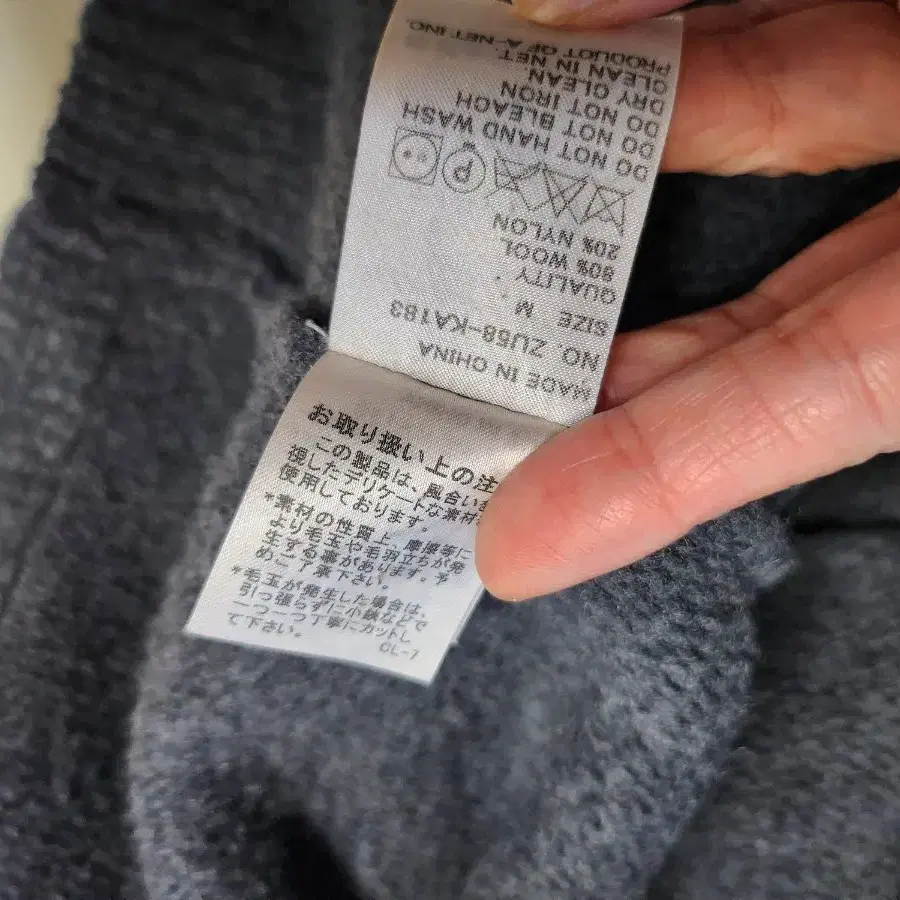 MADE IN CHINA
NO. ZU58-KA183
SIZE M
QUALITY
80% WOOL
20% NYLON
P
DO NOT HAND WASH
DO NOT BLEACH
DO NOT IRON
DRY CLEAN
CLEAN IN NET
PRODUCT OF A-NET INC.
お取り扱い上の注
この製品は、風合い
視したデリケートな素材
使用しております。
*素材の性質上、摩擦等に
より毛玉や毛羽立ちが発
生する事があります。予
めご了承下さい。
*毛玉が発生した場合は、
引っ張らずに小鋏などで
一つ一つ丁寧にカットし
て下さい。
CL-7